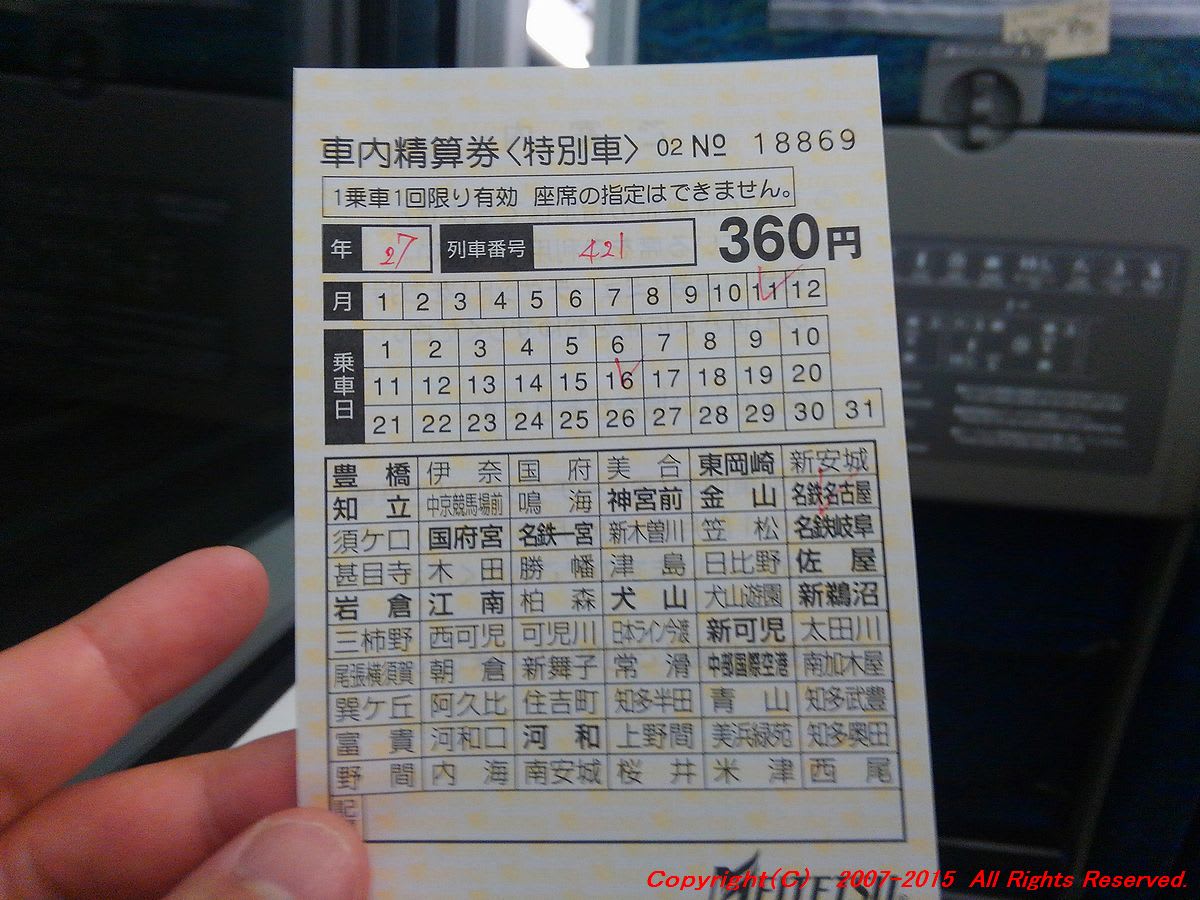 車内精算券〈特別車〉 02 Nº 18869
1乗車1回限り有効 座席の指定はできません。
年 27 列車番号 421 360円
月 1 2 3 4 5 6 7 8 9 10 11 12
乗車日
1 2 3 4 5 6 7 8 9 10
11 12 13 14 15 16 17 18 19 20
21 22 23 24 25 26 27 28 29 30 31
豊橋 伊奈 国府 美合 東岡崎 新安城
知立 中京競馬場前 鳴海 神宮前 金山 名鉄名古屋
須ケ口 国府宮 名鉄一宮 新木曽川 笠松 名鉄岐阜
甚目寺 木田 勝幡 津島 日比野 佐屋
岩倉 江南 柏森 犬山 犬山遊園 新鵜沼
三柿野 西可児 可児川 日本ライン今渡 新可児 太田川
尾張横須賀 朝倉 新舞子 常滑 中部国際空港 南加木屋
巽ケ丘 阿久比 住吉町 知多半田 青山 知多武豊
富貴 河和口 河和 上野間 美浜緑苑 知多奥田
野間 内海 南安城 桜井 米津 西尾
MEITETSU
Copyright(C) 2007-2015 All Rights Reserved.